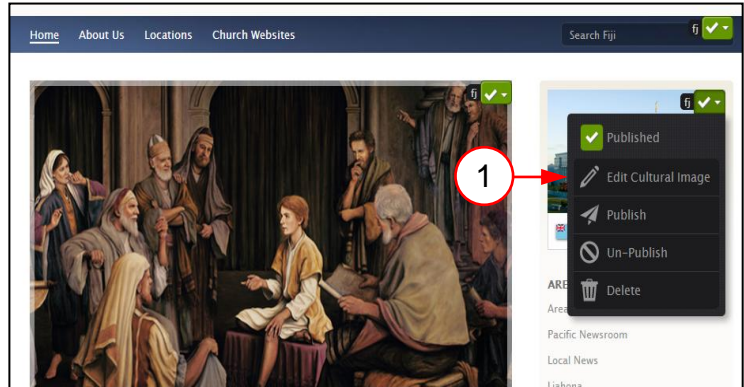 Home About Us Locations Church Websites Search Fiji fj
fj
fj
Published
1
Edit Cultural Image
Publish
Un-Publish
Delete
ARE
Area
Pacific Newsroom
Local News
Liahona